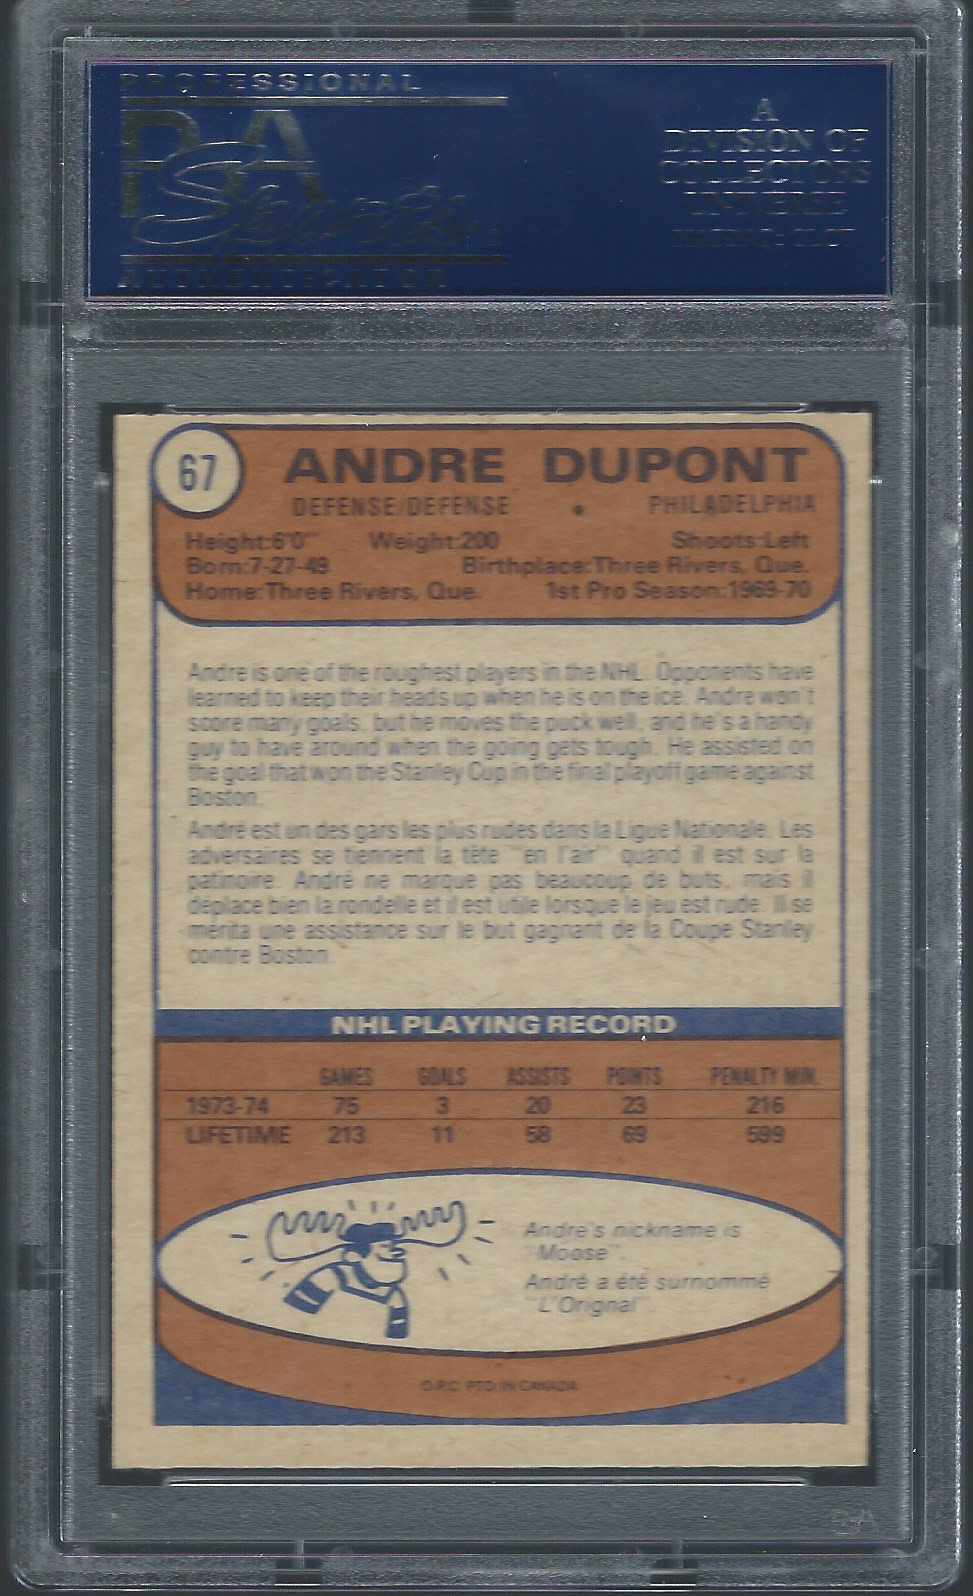 PROFESSIONAL
PSA
Sports
AUTHENTICATOR
A
DIVISION OF
COLLECTORS
UNIVERSE
NASDAQ: CLCT
67
ANDRE DUPONT
DEFENSE/DÉFENSE • PHILADELPHIA
Height:6'0" Weight:200 Shoots:Left
Born:7-27-49 Birthplace:Three Rivers, Que.
Home:Three Rivers, Que. 1st Pro Season:1969-70
Andre is one of the roughest players in the NHL. Opponents have
learned to keep their heads up when he is on the ice. Andre won't
score many goals, but he moves the puck well, and he's a handy
guy to have around when the going gets tough. He assisted on
the goal that won the Stanley Cup in the final playoff game against
Boston.
André est un des gars les plus rudes dans la Ligue Nationale. Les
adversaires se tiennent la tête "en l'air" quand il est sur la
patinoire. André ne marque pas beaucoup de buts, mais il
deplace bien la rondelle et il est utile lorsque le jeu est rude. Il se
mérita une assistance sur le but gagnant de la Coupe Stanley
contre Boston.
NHL PLAYING RECORD
GAMES GOALS ASSISTS POINTS PENALTY MIN.
1973-74 75 3 20 23 216
LIFETIME 213 11 58 69 599
Andre's nickname is
"Moose".
André a été surnommé
"L'Orignal".
O.P.C. PTD. IN CANADA
PSA